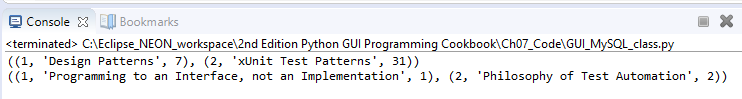 Console Bookmarks
<terminated> C:\Eclipse_NEON_workspace\2nd Edition Python GUI Programming Cookbook\Ch07_Code\GUI_MySQL_class.py
((1, 'Design Patterns', 7), (2, 'xUnit Test Patterns', 31))
((1, 'Programming to an Interface, not an Implementation', 1), (2, 'Philosophy of Test Automation', 2))